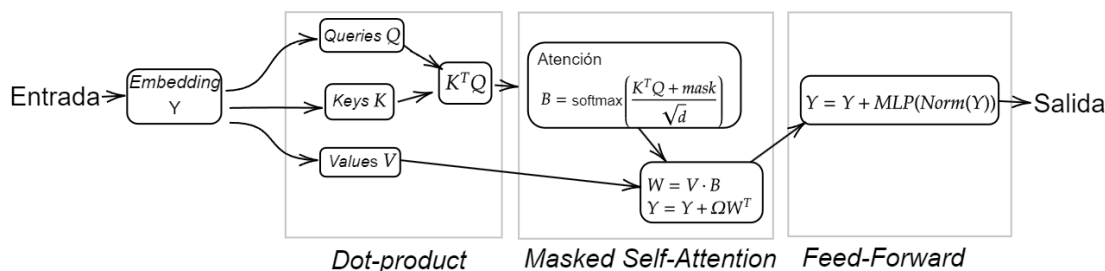 Entrada
Embedding
Y
Queries Q
Keys K
Values V
K^T Q
Dot-product
Atención
B = softmax((K^T Q + mask) / √d)
W = V · B
Y = Y + ΩW^T
Masked Self-Attention
Y = Y + MLP(Norm(Y))
Feed-Forward
Salida